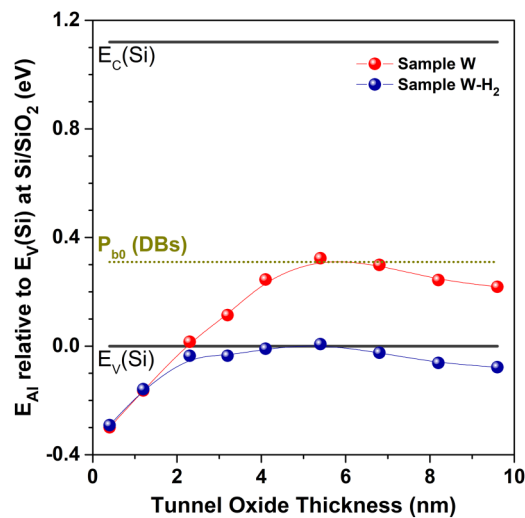 1.2
0.8
0.4
0.0
-0.4
0
2
4
6
8
10
E_Al relative to E_V(Si) at Si/SiO₂ (eV)
Tunnel Oxide Thickness (nm)
E_C(Si)
Sample W
Sample W-H₂
P_b0 (DBs)
E_V(Si)